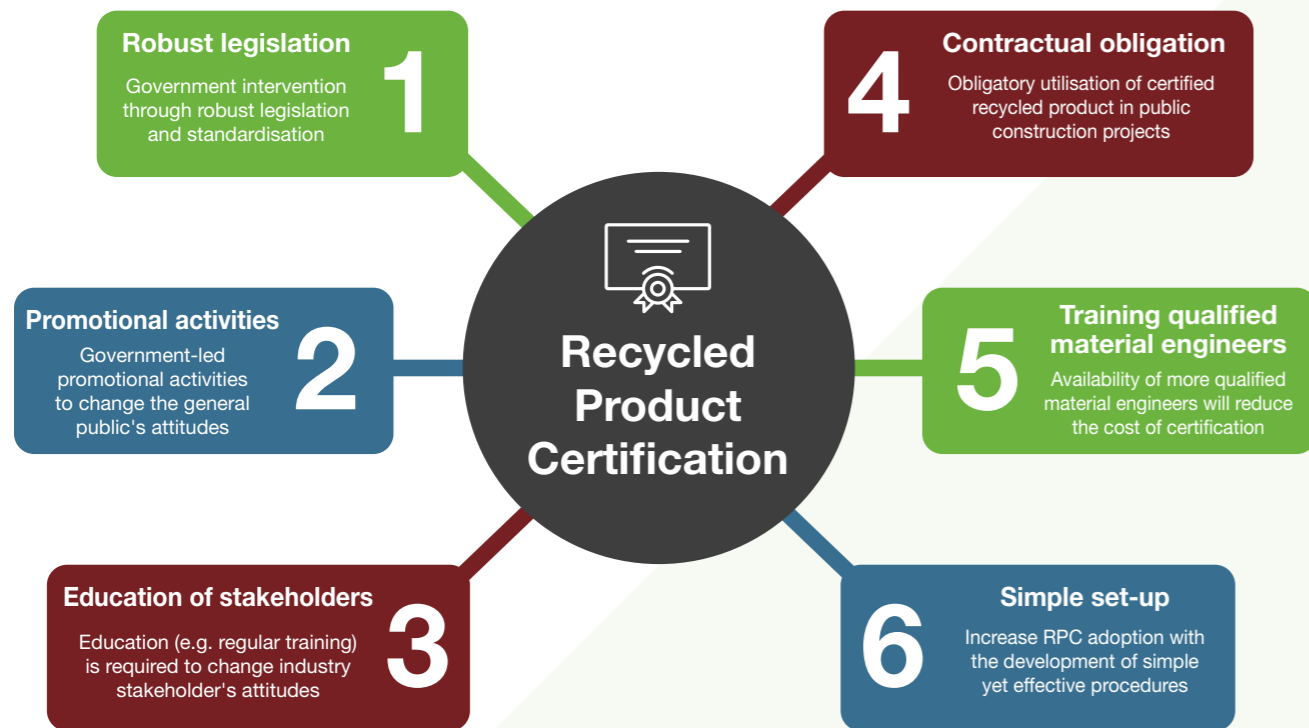 Robust legislation
Government intervention
through robust legislation
and standardisation
1
Promotional activities
Government-led
promotional activities
to change the general
public's attitudes
2
Education of stakeholders
Education (e.g. regular training)
is required to change industry
stakeholder's attitudes
3
Recycled
Product
Certification
4
Contractual obligation
Obligatory utilisation of certified
recycled product in public
construction projects
5
Training qualified
material engineers
Availability of more qualified
material engineers will reduce
the cost of certification
6
Simple set-up
Increase RPC adoption with
the development of simple
yet effective procedures